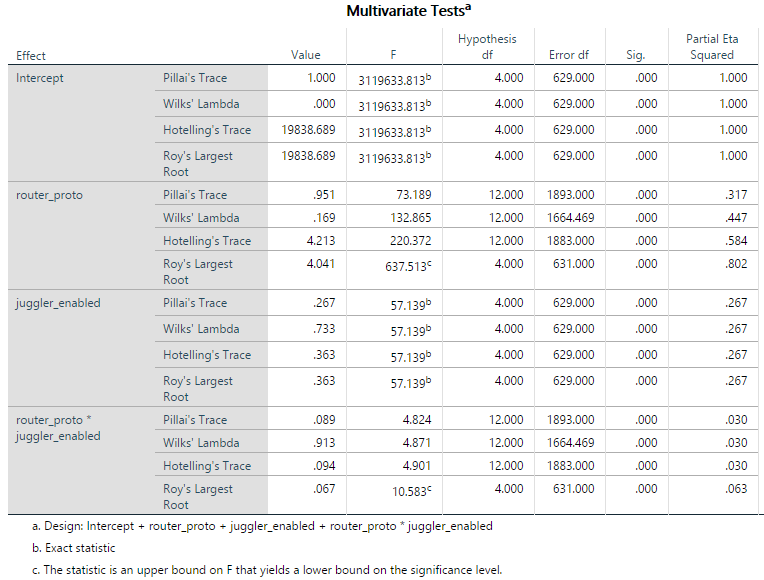 Multivariate Testsa
Effect Value F Hypothesis df Error df Sig. Partial Eta Squared
Intercept Pillai's Trace 1.000 3119633.813b 4.000 629.000 .000 1.000
Wilks' Lambda .000 3119633.813b 4.000 629.000 .000 1.000
Hotelling's Trace 19838.689 3119633.813b 4.000 629.000 .000 1.000
Roy's Largest Root 19838.689 3119633.813b 4.000 629.000 .000 1.000
router_proto Pillai's Trace .951 73.189 12.000 1893.000 .000 .317
Wilks' Lambda .169 132.865 12.000 1664.469 .000 .447
Hotelling's Trace 4.213 220.372 12.000 1883.000 .000 .584
Roy's Largest Root 4.041 637.513c 4.000 631.000 .000 .802
juggler_enabled Pillai's Trace .267 57.139b 4.000 629.000 .000 .267
Wilks' Lambda .733 57.139b 4.000 629.000 .000 .267
Hotelling's Trace .363 57.139b 4.000 629.000 .000 .267
Roy's Largest Root .363 57.139b 4.000 629.000 .000 .267
router_proto * juggler_enabled Pillai's Trace .089 4.824 12.000 1893.000 .000 .030
Wilks' Lambda .913 4.871 12.000 1664.469 .000 .030
Hotelling's Trace .094 4.901 12.000 1883.000 .000 .030
Roy's Largest Root .067 10.583c 4.000 631.000 .000 .063
a. Design: Intercept + router_proto + juggler_enabled + router_proto * juggler_enabled
b. Exact statistic
c. The statistic is an upper bound on F that yields a lower bound on the significance level.